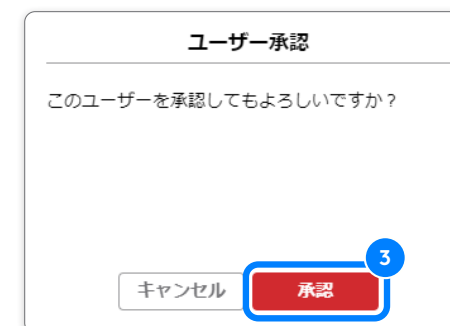 ユーザー承認
このユーザーを承認してもよろしいですか？
3
キャンセル
承認